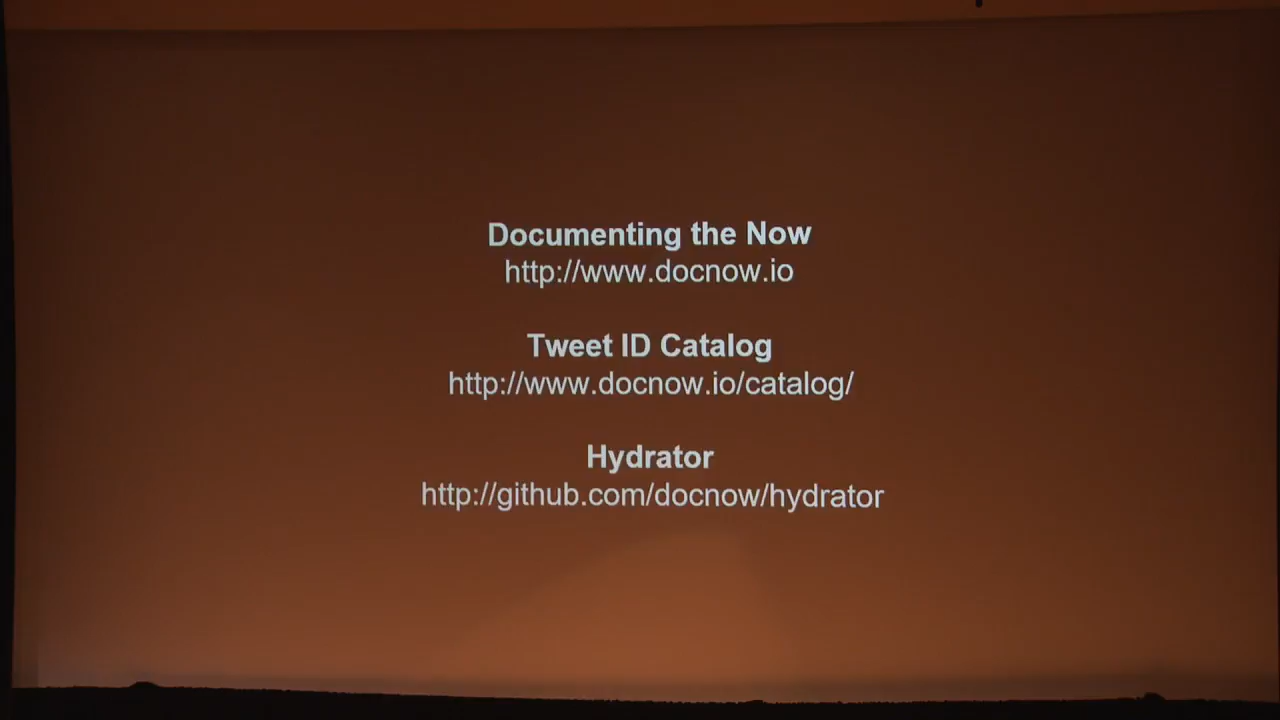 Documenting the Now
http://www.docnow.io
Tweet ID Catalog
http://www.docnow.io/catalog/
Hydrator
http://github.com/docnow/hydrator